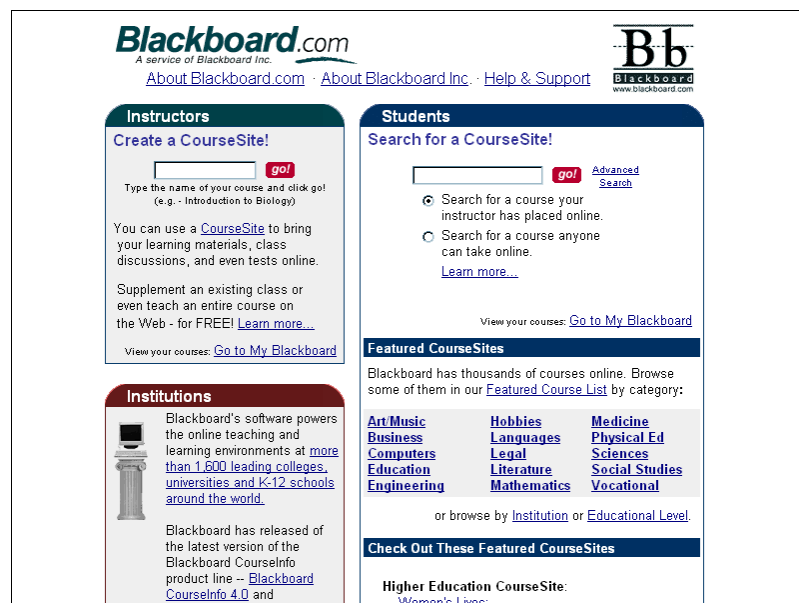 Blackboard.com
A service of Blackboard Inc.
Bb
Blackboard
www.blackboard.com
About Blackboard.com · About Blackboard Inc. · Help & Support
Instructors
Create a CourseSite!
go!
Type the name of your course and click go!
(e.g. - Introduction to Biology)
You can use a CourseSite to bring
your learning materials, class
discussions, and even tests online.
Supplement an existing class or
even teach an entire course on
the Web - for FREE! Learn more...
View your courses: Go to My Blackboard
Institutions
Blackboard's software powers
the online teaching and
learning environments at more
than 1,600 leading colleges,
universities and K-12 schools
around the world.
Blackboard has released of
the latest version of the
Blackboard CourseInfo
product line -- Blackboard
CourseInfo 4.0 and
Students
Search for a CourseSite!
go!
Advanced
Search
Search for a course your
instructor has placed online.
Search for a course anyone
can take online.
Learn more...
View your courses: Go to My Blackboard
Featured CourseSites
Blackboard has thousands of courses online. Browse
some of them in our Featured Course List by category:
Art/Music Hobbies Medicine
Business Languages Physical Ed
Computers Legal Sciences
Education Literature Social Studies
Engineering Mathematics Vocational
or browse by Institution or Educational Level.
Check Out These Featured CourseSites
Higher Education CourseSite:
Women's Lives: